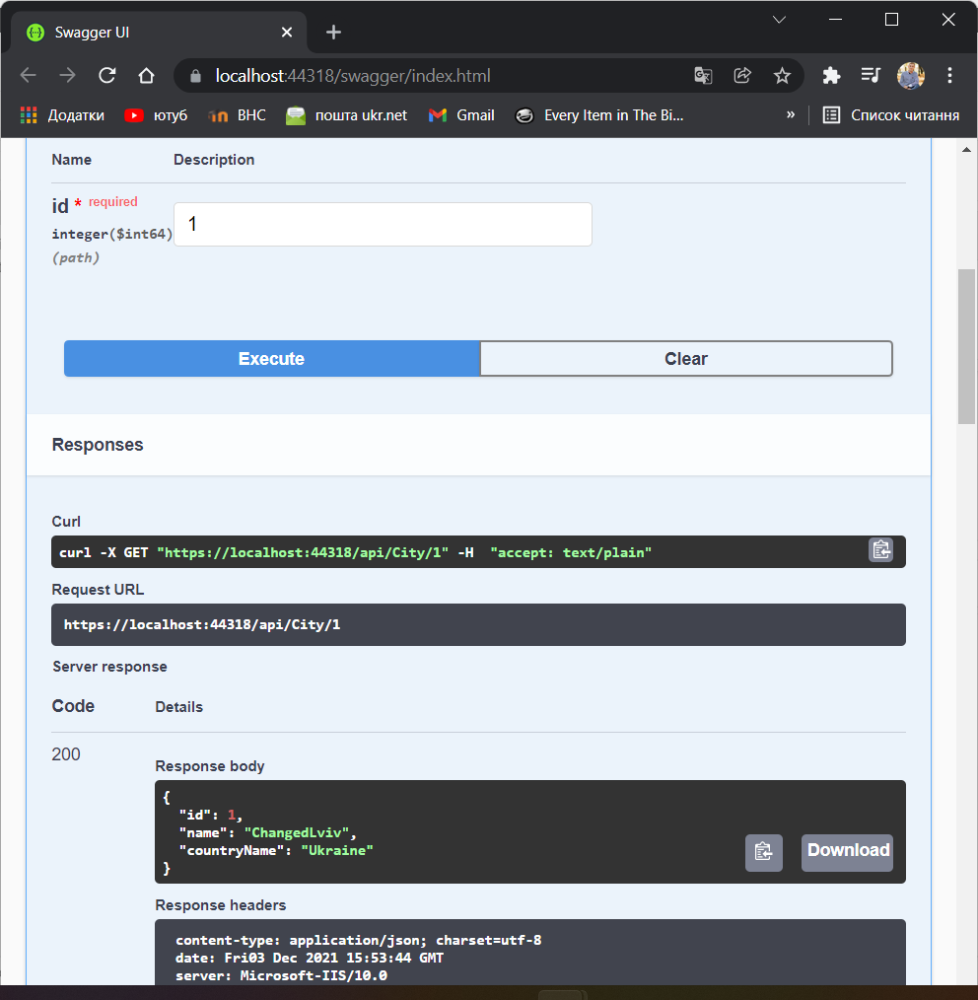 Swagger UI
localhost:44318/swagger/index.html
Додатки ютуб ВНС пошта ukr.net Gmail Every Item in The Bi... » Список читання
Name Description
id * required
integer($int64)
(path)
1
Execute Clear
Responses
Curl
curl -X GET "https://localhost:44318/api/City/1" -H  "accept: text/plain"
Request URL
https://localhost:44318/api/City/1
Server response
Code Details
200
Response body
{
  "id": 1,
  "name": "ChangedLviv",
  "countryName": "Ukraine"
}
Download
Response headers
content-type: application/json; charset=utf-8
date: Fri03 Dec 2021 15:53:44 GMT
server: Microsoft-IIS/10.0